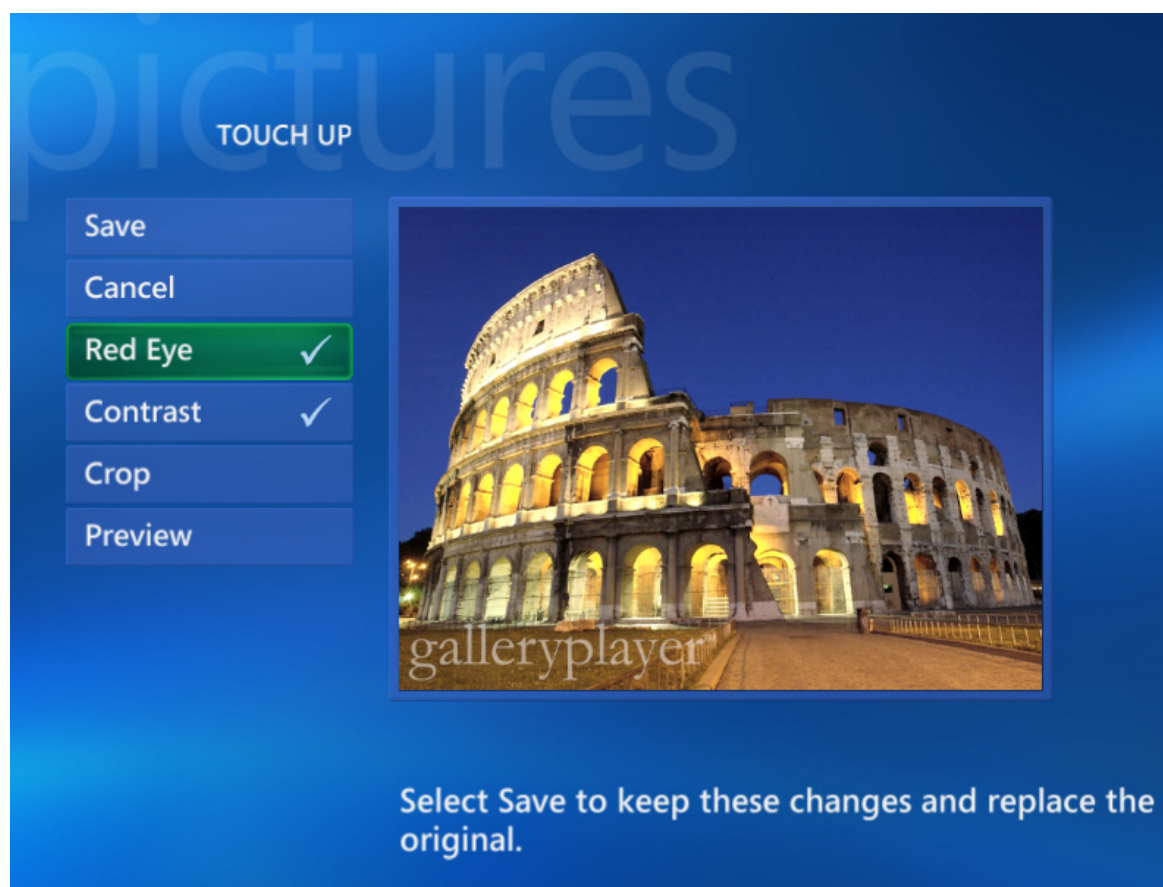 pictures
TOUCH UP
Save
Cancel
Red Eye ✓
Contrast ✓
Crop
Preview
galleryplayer™
Select Save to keep these changes and replace the
original.